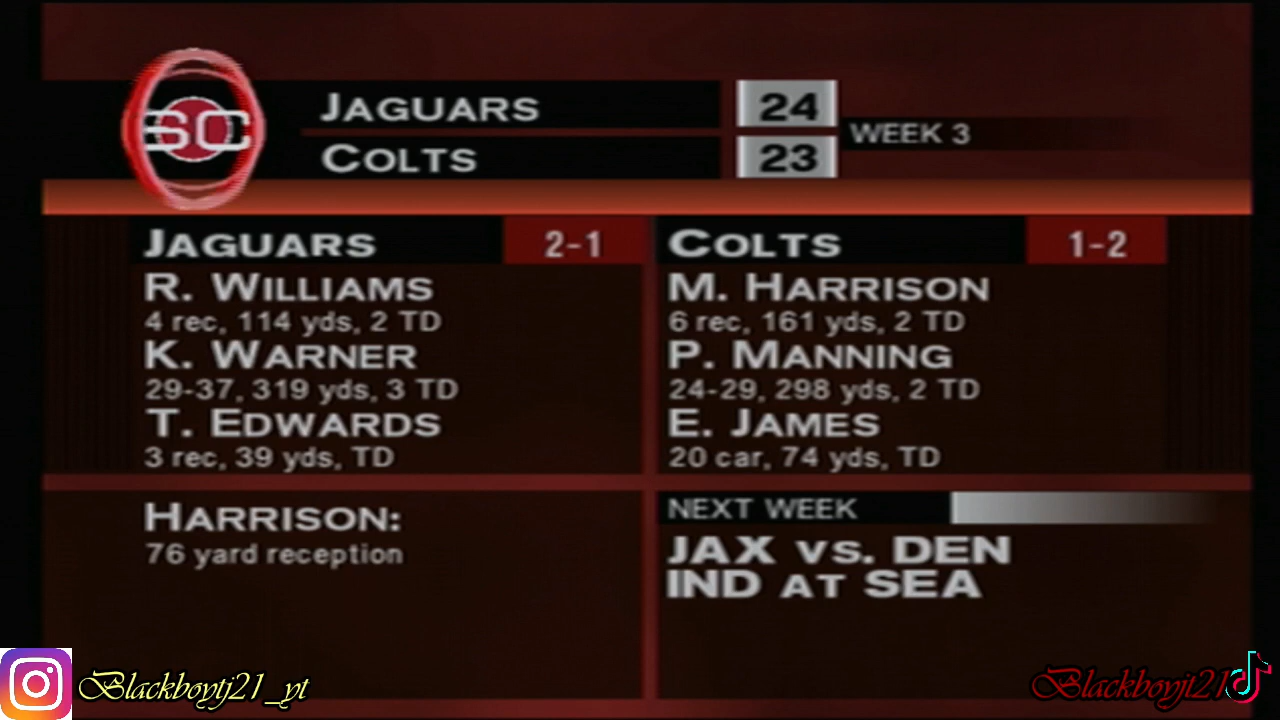 SC
JAGUARS 24
COLTS 23
WEEK 3
JAGUARS 2-1
R. WILLIAMS
4 rec, 114 yds, 2 TD
K. WARNER
29-37, 319 yds, 3 TD
T. EDWARDS
3 rec, 39 yds, TD
COLTS 1-2
M. HARRISON
6 rec, 161 yds, 2 TD
P. MANNING
24-29, 298 yds, 2 TD
E. JAMES
20 car, 74 yds, TD
HARRISON:
76 yard reception
NEXT WEEK
JAX VS. DEN
IND AT SEA
Blackboytj21_yt
Blackboyjt21